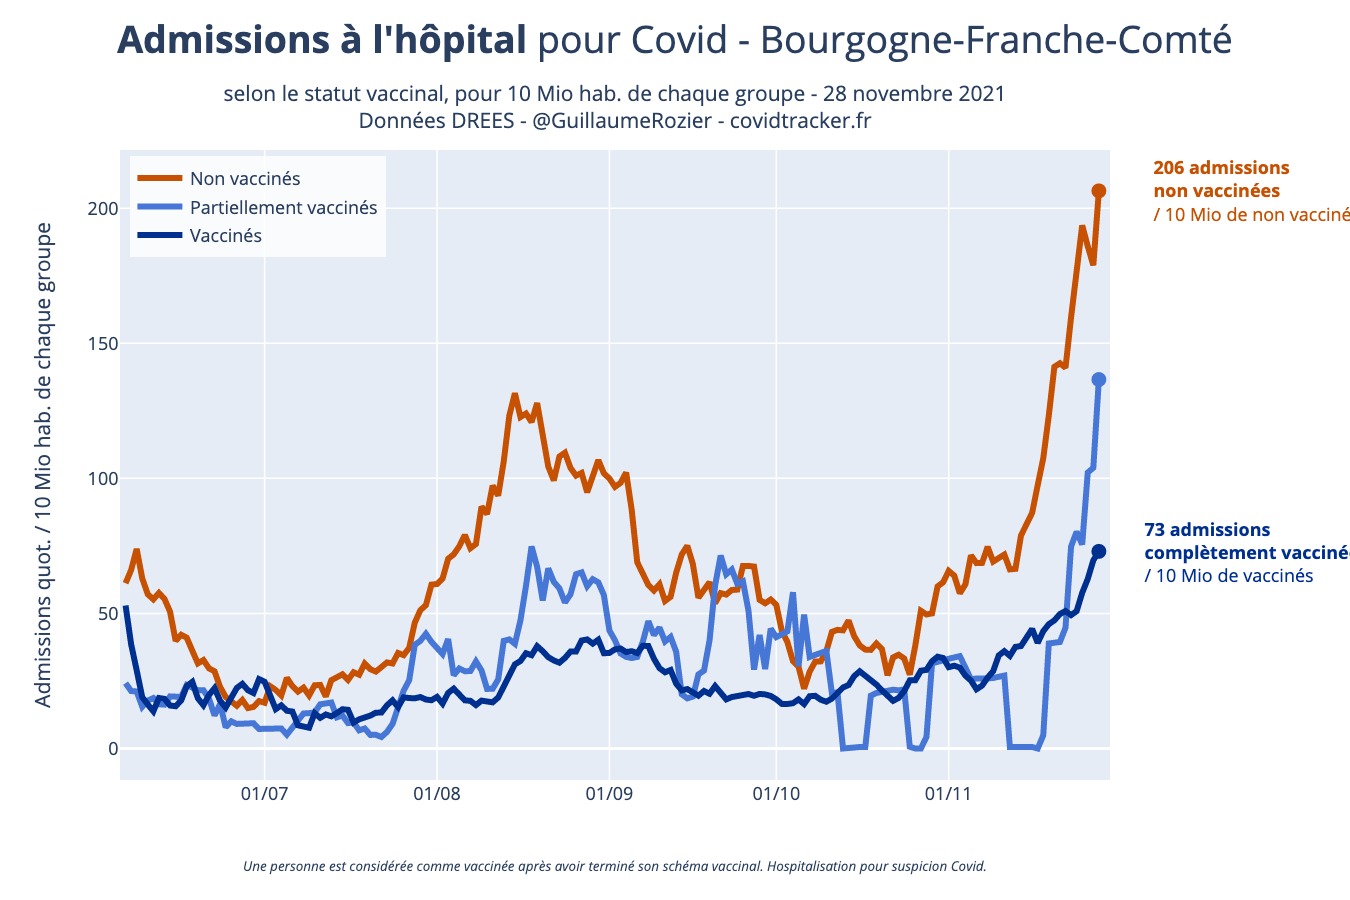 Admissions à l'hôpital pour Covid - Bourgogne-Franche-Comté
selon le statut vaccinal, pour 10 Mio hab. de chaque groupe - 28 novembre 2021
Données DREES - @GuillaumeRozier - covidtracker.fr
Non vaccinés
Partiellement vaccinés
Vaccinés
206 admissions
non vaccinées
/ 10 Mio de non vacciné
73 admissions
complètement vacciné
/ 10 Mio de vaccinés
Admissions quot. / 10 Mio hab. de chaque groupe
200
150
100
50
0
01/07 01/08 01/09 01/10 01/11
Une personne est considérée comme vaccinée après avoir terminé son schéma vaccinal. Hospitalisation pour suspicion Covid.